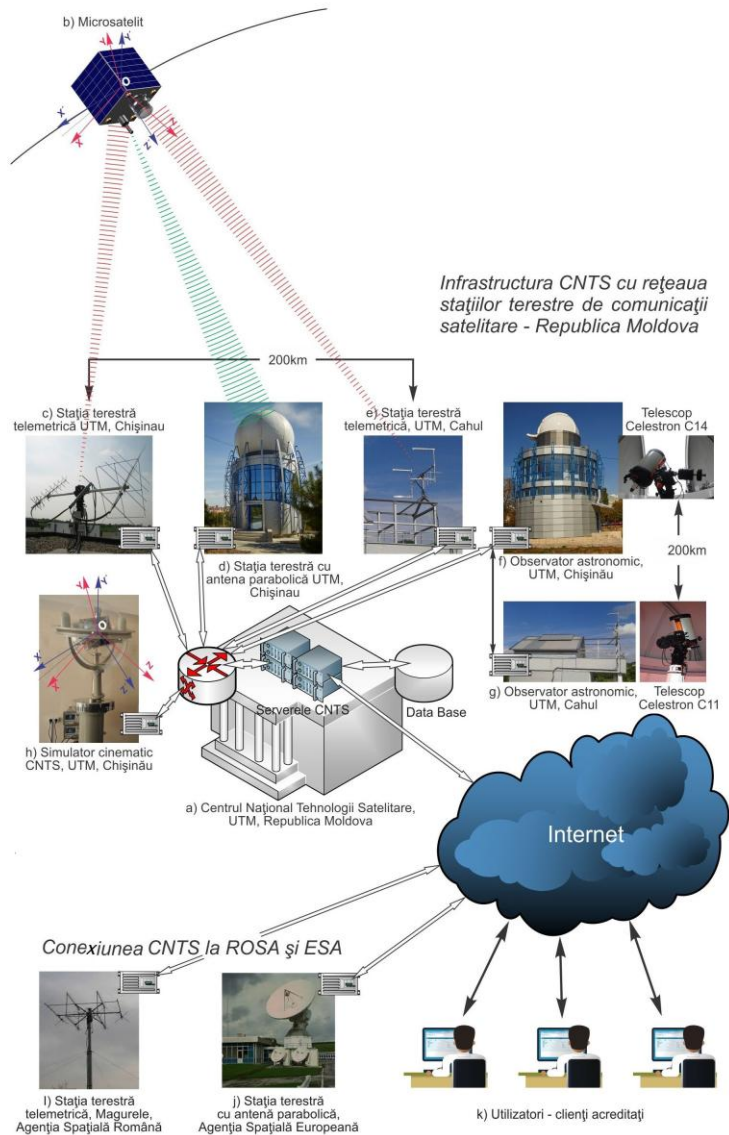 b) Microsatelit
Y
Y'
X'
X
Z
Z'
Infrastructura CNTS cu reţeaua
staţiilor terestre de comunicaţii
satelitare - Republica Moldova
200km
c) Staţia terestră
telemetrică UTM, Chişinau
e) Staţia terestră
telemetrică, UTM, Cahul
Telescop
Celestron C14
d) Staţia terestră cu
antena parabolică UTM,
Chişinau
f) Observator astronomic,
UTM, Chişinău
200km
Y
Y'
X'
X
Z
Z'
g) Observator astronomic,
UTM, Cahul
Telescop
Celestron C11
Serverele CNTS
Data Base
h) Simulator cinematic
CNTS, UTM, Chişinău
a) Centrul Naţional Tehnologii Satelitare,
UTM, Republica Moldova
Internet
Conexiunea CNTS la ROSA şi ESA
l) Staţia terestră
telemetrică, Magurele,
Agenţia Spaţială Română
j) Staţia terestră
cu antenă parabolică,
Agenţia Spaţială Europeană
k) Utilizatori - clienţi acreditaţi